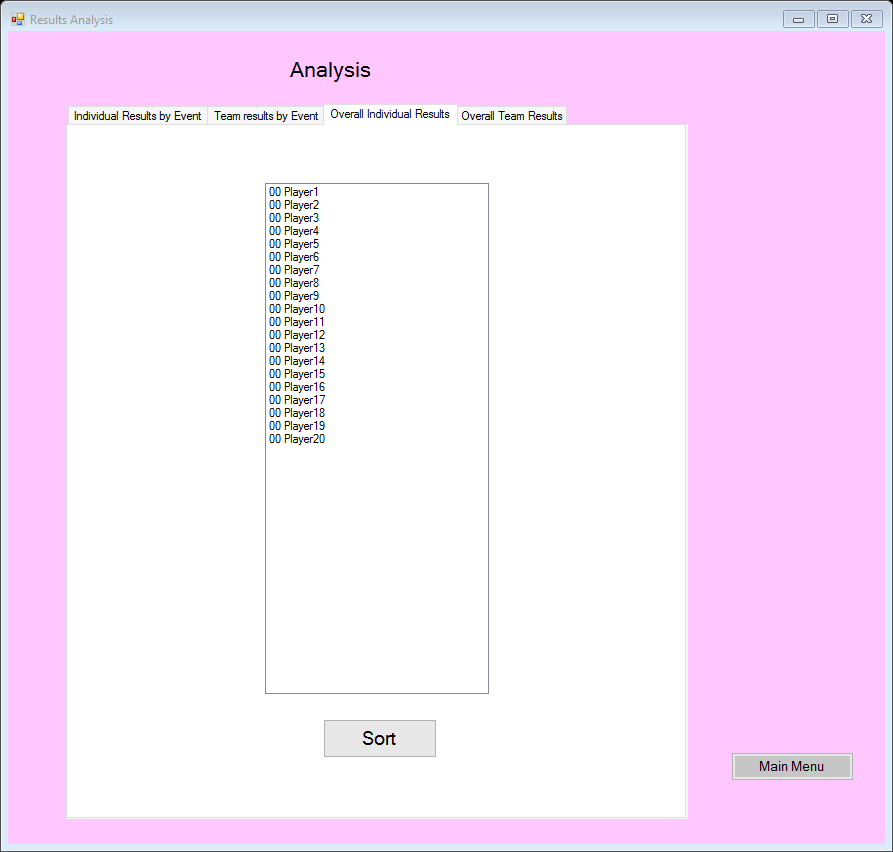 Results Analysis
Analysis
Individual Results by Event Team results by Event Overall Individual Results Overall Team Results
00 Player1
00 Player2
00 Player3
00 Player4
00 Player5
00 Player6
00 Player7
00 Player8
00 Player9
00 Player10
00 Player11
00 Player12
00 Player13
00 Player14
00 Player15
00 Player16
00 Player17
00 Player18
00 Player19
00 Player20
Sort
Main Menu